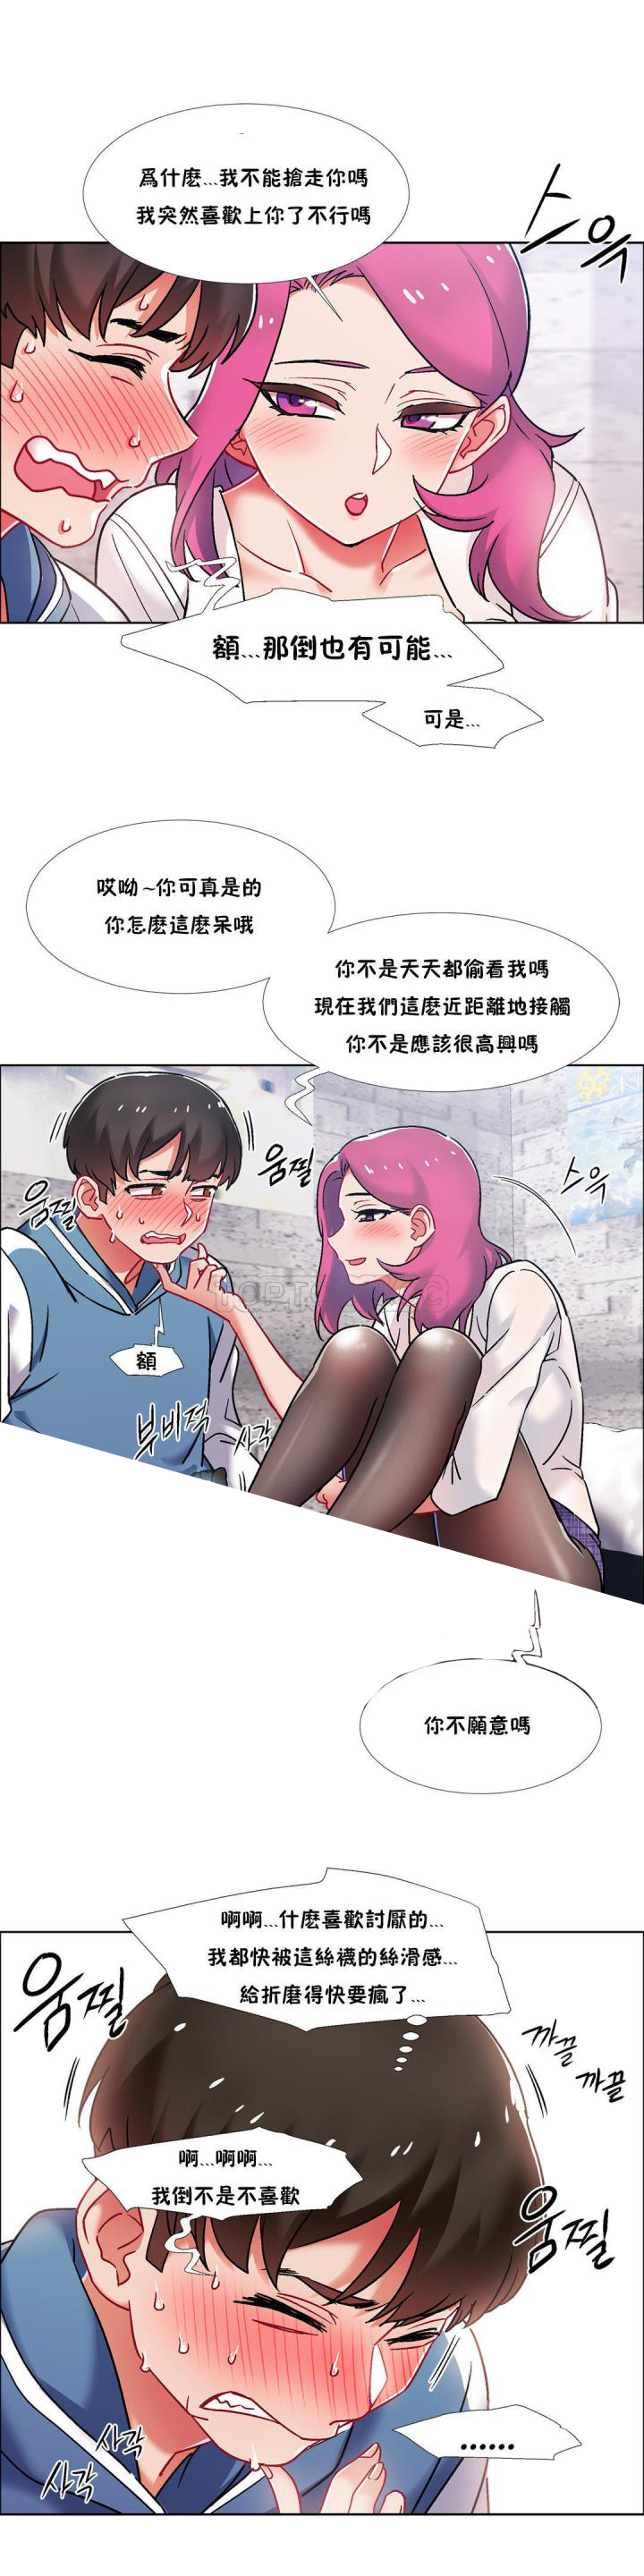 爲什麽...我不能搶走你嗎
我突然喜歡上你了不行嗎
스윽
額...那倒也有可能...
可是...
哎呦~你可真是的
你怎麽這麽呆哦
你不是天天都偷看我嗎
現在我們這麽近距離地接觸
你不是應該很高興嗎
움찔
움찔
스윽
TOPTOONC
額
부비적
사각
你不願意嗎
啊啊...什麽喜歡討厭的...
我都快被這絲襪的絲滑感...
給折磨得快要瘋了...
움찔
까끌
까끌
啊...啊啊...
我倒不是不喜歡
움찔
......
사각
사각